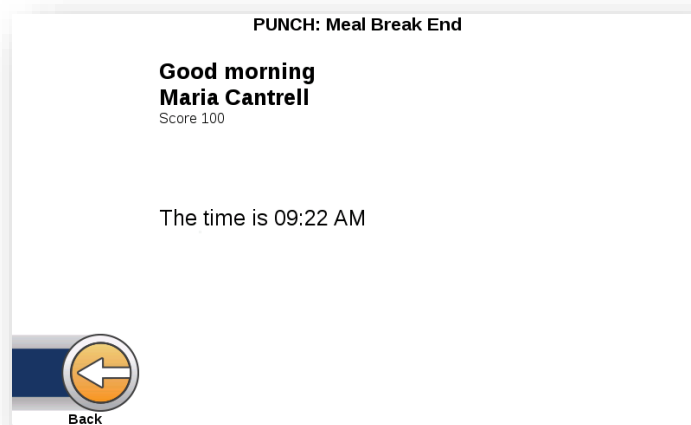 PUNCH: Meal Break End
Good morning
Maria Cantrell
Score 100
The time is 09:22 AM
Back